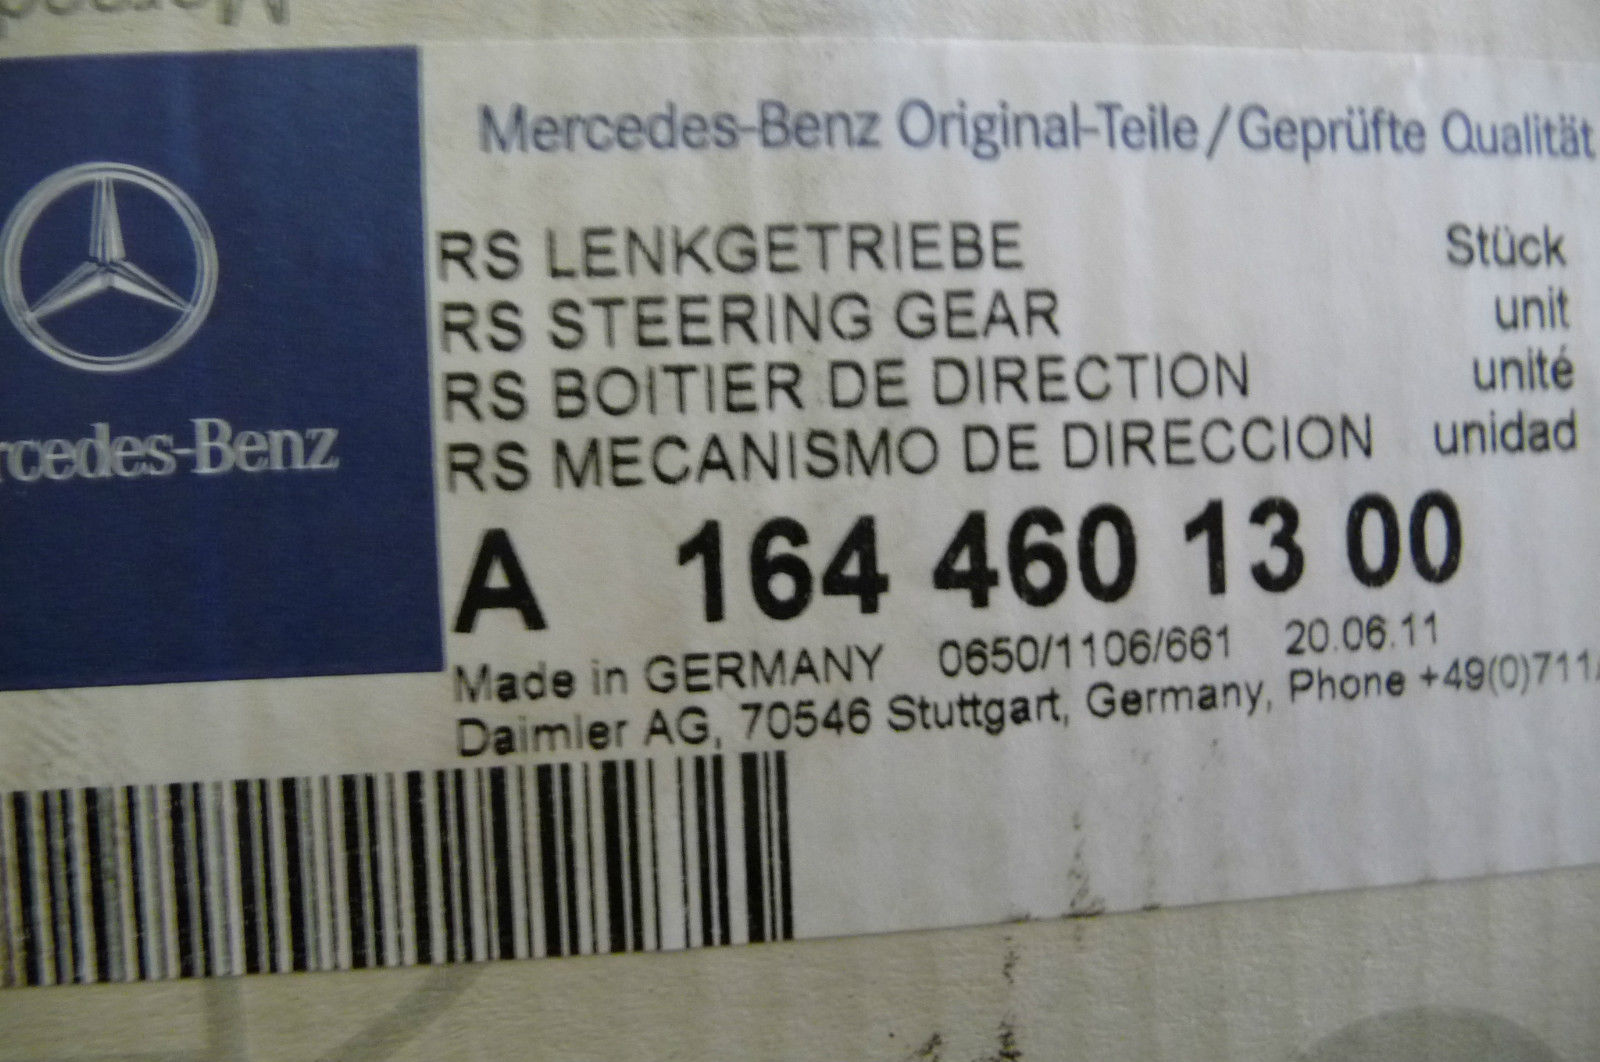 Mercedes-Benz
Mercedes-Benz Original-Teile/Geprüfte Qualität
RS LENKGETRIEBE Stück
RS STEERING GEAR unit
RS BOITIER DE DIRECTION unité
RS MECANISMO DE DIRECCION unidad
A 164 460 13 00
Made in GERMANY 0650/1106/661 20.06.11
Daimler AG, 70546 Stuttgart, Germany, Phone +49(0)711/